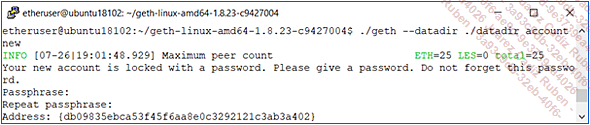 etheruser@ubuntu18102: ~/geth-linux-amd64-1.8.23-c9427004
etheruser@ubuntu18102:~/geth-linux-amd64-1.8.23-c9427004$ ./geth --datadir ./datadir account
new
INFO [07-26|19:01:48.929] Maximum peer count ETH=25 LES=0 total=25
Your new account is locked with a password. Please give a password. Do not forget this passwo
rd.
Passphrase:
Repeat passphrase:
Address: {db09835ebca53f45f6aa8e0c3292121c3ab3a402}